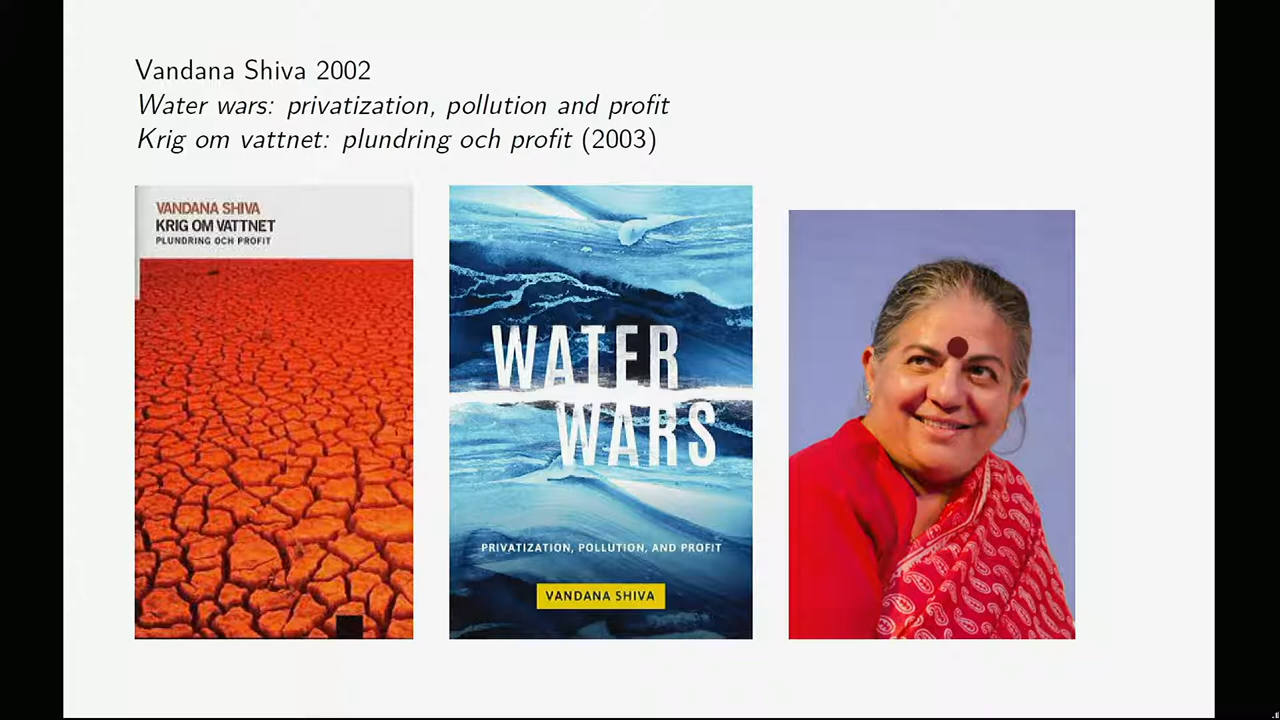 Vandana Shiva 2002
Water wars: privatization, pollution and profit
Krig om vattnet: plundring och profit (2003)
VANDANA SHIVA
KRIG OM VATTNET
PLUNDRING OCH PROFIT
WATER
WARS
PRIVATIZATION, POLLUTION, AND PROFIT
VANDANA SHIVA